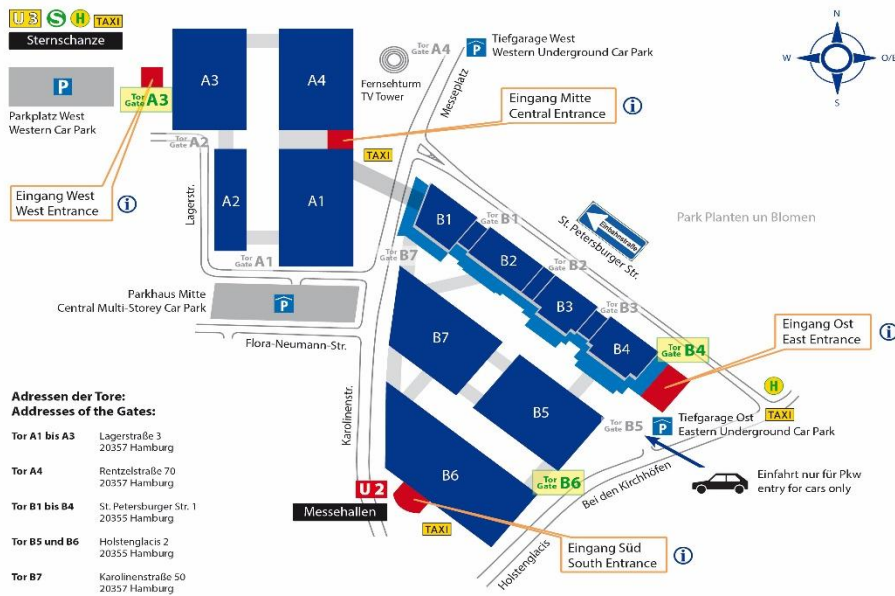 U3 S H TAXI
Sternschanze
P
Parkplatz West
Western Car Park
Tor
Gate A3
Eingang West
West Entrance
i
A3
A4
A2
A1
Tor
Gate A2
Tor
Gate A1
Lagerstr.
Fernsehturm
TV Tower
Tor
Gate A4
Messeplatz
P
Tiefgarage West
Western Underground Car Park
Eingang Mitte
Central Entrance
i
TAXI
N
W
O/E
S
Parkhaus Mitte
Central Multi-Storey Car Park
P
Flora-Neumann-Str.
Karolinenstr.
Tor
Gate B7
B1
Tor
Gate B1
B2
Tor
Gate B2
B3
Tor
Gate B3
B4
Tor
Gate B4
Einbahnstraße
St. Petersburger Str.
Park Planten un Blomen
Eingang Ost
East Entrance
i
H
TAXI
B7
B5
B6
Tor
Gate B5
P
Tiefgarage Ost
Eastern Underground Car Park
Tor
Gate B6
Bei den Kirchhöfen
Einfahrt nur für Pkw
entry for cars only
U2
Messehallen
TAXI
Holstenglacis
Eingang Süd
South Entrance
i
Adressen der Tore:
Addresses of the Gates:
Tor A1 bis A3 Lagerstraße 3
20357 Hamburg
Tor A4 Rentzelstraße 70
20357 Hamburg
Tor B1 bis B4 St. Petersburger Str. 1
20355 Hamburg
Tor B5 und B6 Holstenglacis 2
20355 Hamburg
Tor B7 Karolinenstraße 50
20357 Hamburg